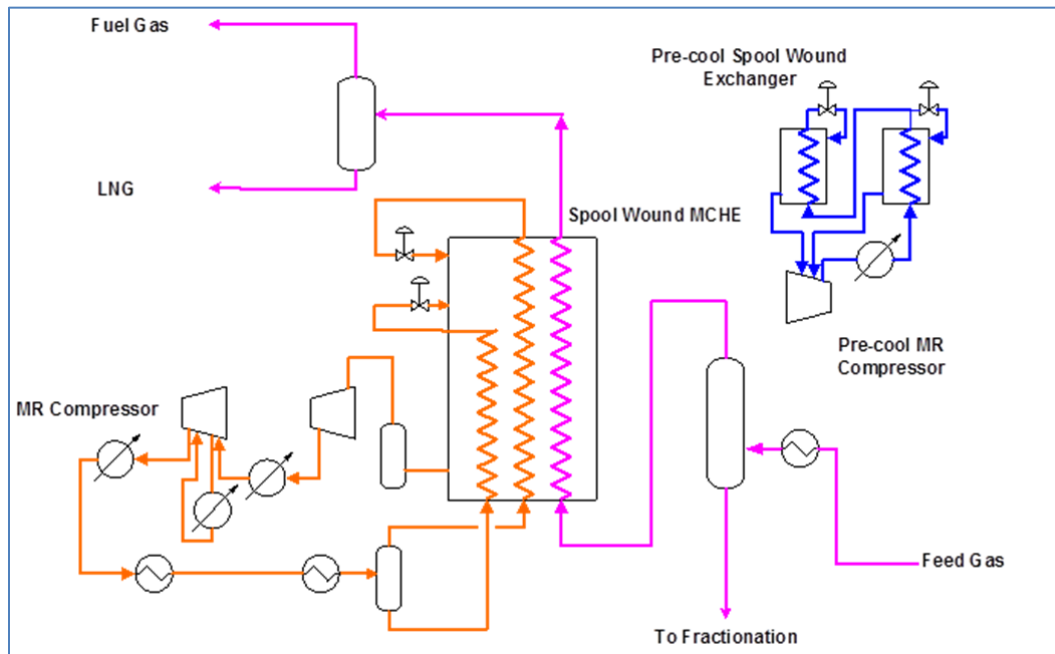 Fuel Gas
Pre-cool Spool Wound
Exchanger
LNG
Spool Wound MCHE
Pre-cool MR
Compressor
MR Compressor
Feed Gas
To Fractionation